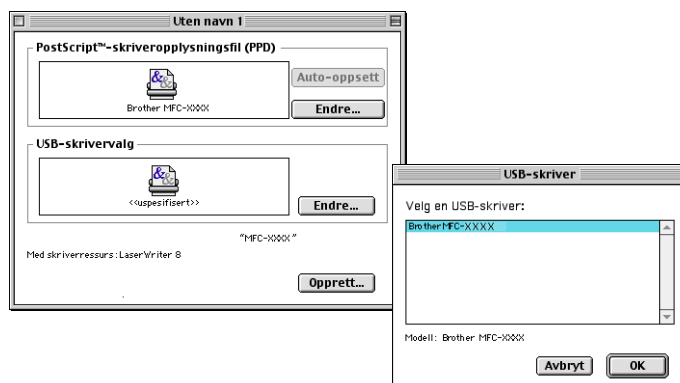 Uten navn 1
PostScript™-skriveropplysningsfil (PPD)
Brother MFC-XXXX
Auto-oppsett
Endre...
USB-skrivervalg
<<uspesifisert>>
Endre...
"MFC-XXXX"
Med skriverressurs: LaserWriter 8
Opprett...
USB-skriver
Velg en USB-skriver:
Brother MFC-XXXX
Modell: Brother MFC-XXXX
Avbryt
OK